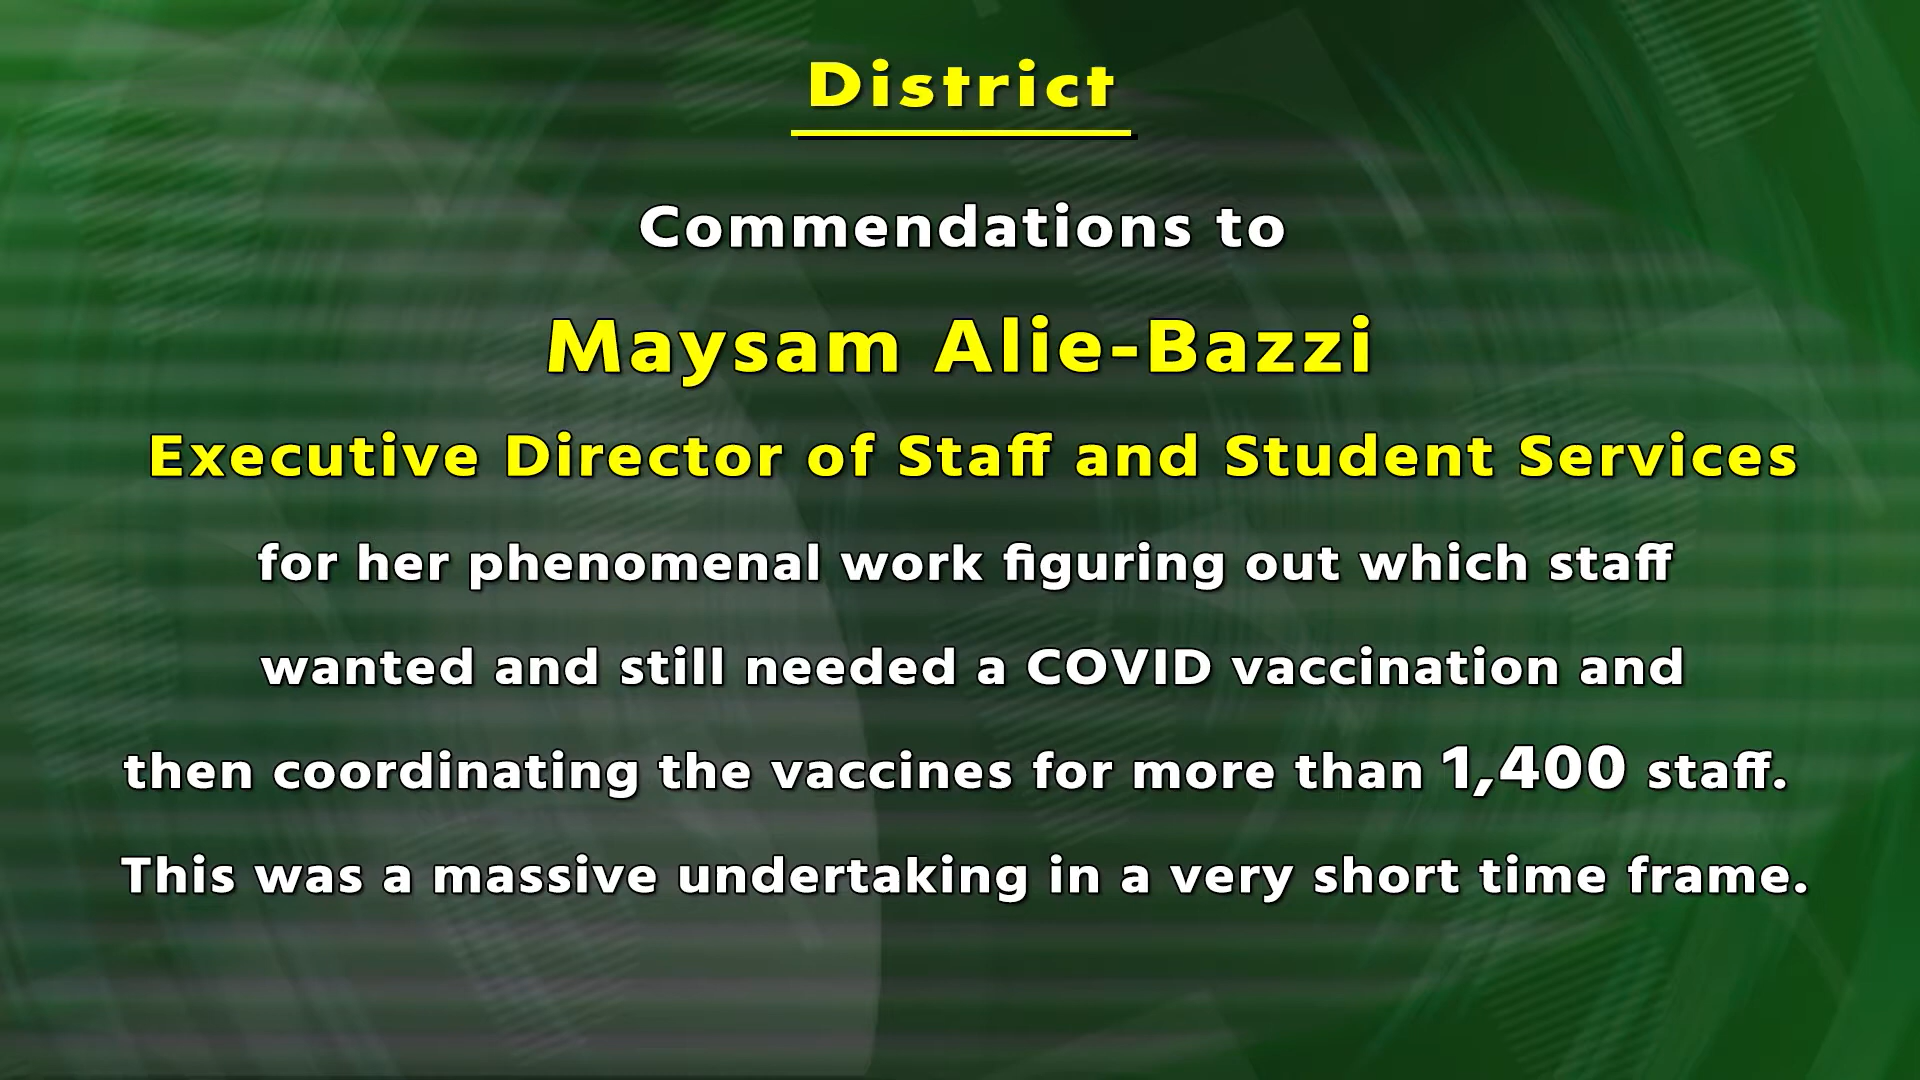 District
Commendations to
Maysam Alie-Bazzi
Executive Director of Staff and Student Services
for her phenomenal work figuring out which staff
wanted and still needed a COVID vaccination and
then coordinating the vaccines for more than 1,400 staff.
This was a massive undertaking in a very short time frame.